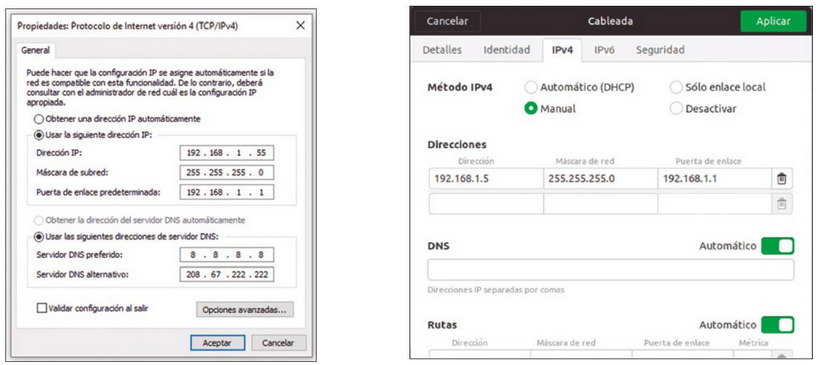 Propiedades: Protocolo de Internet versión 4 (TCP/IPv4)
General
Puede hacer que la configuración IP se asigne automáticamente si la
red es compatible con esta funcionalidad. De lo contrario, deberá
consultar con el administrador de red cuál es la configuración IP
apropiada.
Obtener una dirección IP automáticamente
Usar la siguiente dirección IP:
Dirección IP: 192 . 168 . 1 . 55
Máscara de subred: 255 . 255 . 255 . 0
Puerta de enlace predeterminada: 192 . 168 . 1 . 1
Obtener la dirección del servidor DNS automáticamente
Usar las siguientes direcciones de servidor DNS:
Servidor DNS preferido: 8 . 8 . 8 . 8
Servidor DNS alternativo: 208 . 67 . 222 . 222
Validar configuración al salir
Opciones avanzadas...
Aceptar Cancelar
Cancelar Cableada Aplicar
Detalles Identidad IPv4 IPv6 Seguridad
Método IPv4 Automático (DHCP) Sólo enlace local
Manual Desactivar
Direcciones
Dirección Máscara de red Puerta de enlace
192.168.1.5 255.255.255.0 192.168.1.1
DNS Automático
Direcciones IP separadas por comas
Rutas Automático
Dirección Máscara de red Puerta de enlace Métrica